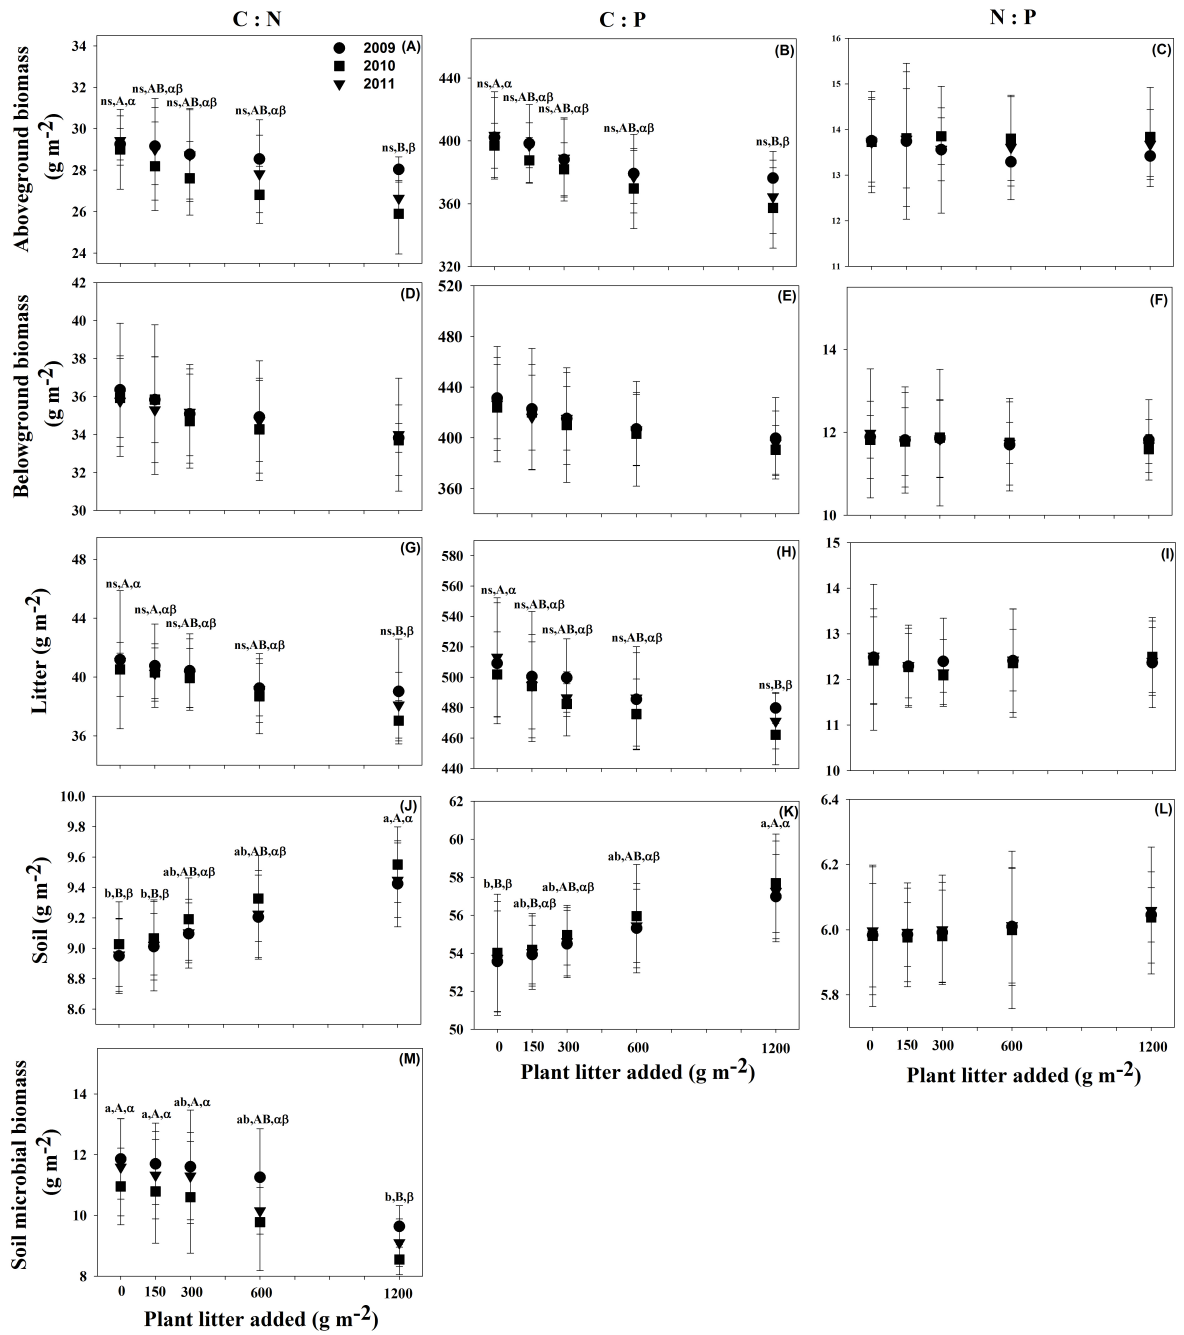 C : N
C : P
N : P
Aboveground biomass
(g m-2)
34
32
30
28
26
24
(A)
2009
2010
2011
ns,A,α
ns,AB,αβ
ns,AB,αβ
ns,AB,αβ
ns,B,β
440
400
360
320
(B)
ns,A,α
ns,AB,αβ
ns,AB,αβ
ns,AB,αβ
ns,B,β
16
15
14
13
12
11
(C)
Belowground biomass
(g m-2)
42
40
38
36
34
32
30
(D)
520
480
440
400
360
(E)
14
12
10
(F)
Litter (g m-2)
48
44
40
36
(G)
ns,A,α
ns,A,αβ
ns,AB,αβ
ns,AB,αβ
ns,B,β
580
560
540
520
500
480
460
440
(H)
ns,A,α
ns,AB,αβ
ns,AB,αβ
ns,AB,αβ
ns,B,β
15
14
13
12
11
10
(I)
Soil (g m-2)
10.0
9.8
9.6
9.4
9.2
9.0
8.8
8.6
(J)
b,B,β
b,B,β
ab,AB,αβ
ab,AB,αβ
a,A,α
62
60
58
56
54
52
50
(K)
b,B,β
ab,B,αβ
ab,AB,αβ
ab,AB,αβ
a,A,α
0
150
300
600
1200
Plant litter added (g m-2)
6.4
6.2
6.0
5.8
(L)
0
150
300
600
1200
Plant litter added (g m-2)
Soil microbial biomass
(g m-2)
14
12
10
8
(M)
a,A,α
a,A,α
ab,A,α
ab,AB,αβ
b,B,β
0
150
300
600
1200
Plant litter added (g m-2)